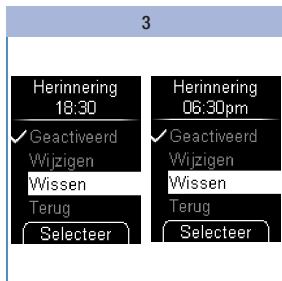 3
Herinnering
18:30
Geactiveerd
Wijzigen
Wissen
Terug
Selecteer
Herinnering
06:30pm
Geactiveerd
Wijzigen
Wissen
Terug
Selecteer